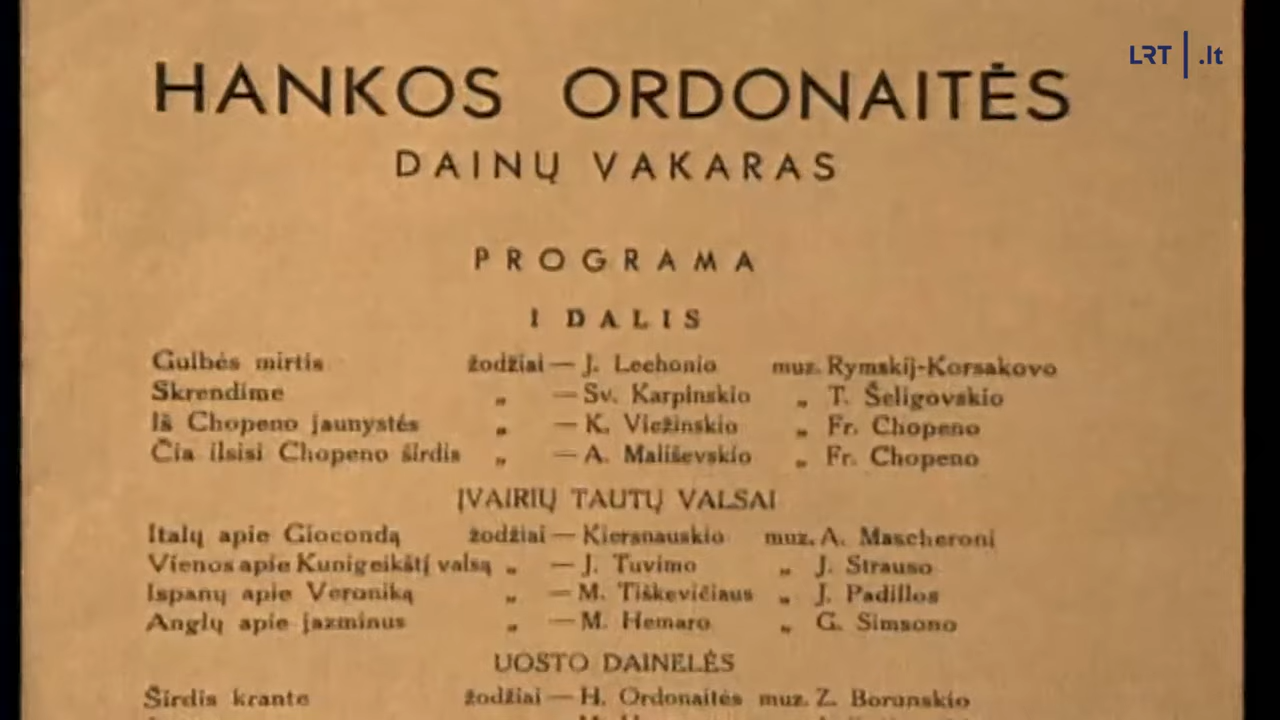 LRT | .lt
HANKOS ORDONAITĖS
DAINŲ VAKARAS
PROGRAMA
I DALIS
Gulbės mirtis žodžiai — J. Lechonio muz. Rymskij-Korsakovo
Skrendime „ — Sv. Karpinskio „ T. Šeligovskio
Iš Chopeno jaunystės „ — K. Viežinskio „ Fr. Chopeno
Čia ilsisi Chopeno širdis „ — A. Mališevskio „ Fr. Chopeno
ĮVAIRIŲ TAUTŲ VALSAI
Italų apie Giocondą žodžiai — Kiersnauskio muz. A. Mascheroni
Vienos apie Kunigeikštį valsą „ — J. Tuvimo „ J. Strauso
Ispanų apie Veroniką „ — M. Tiškevičiaus „ J. Padillos
Anglų apie jazminus „ — M. Hemaro „ G. Simsono
UOSTO DAINELĖS
Širdis krante žodžiai — H. Ordonaitės muz. Z. Borunskio